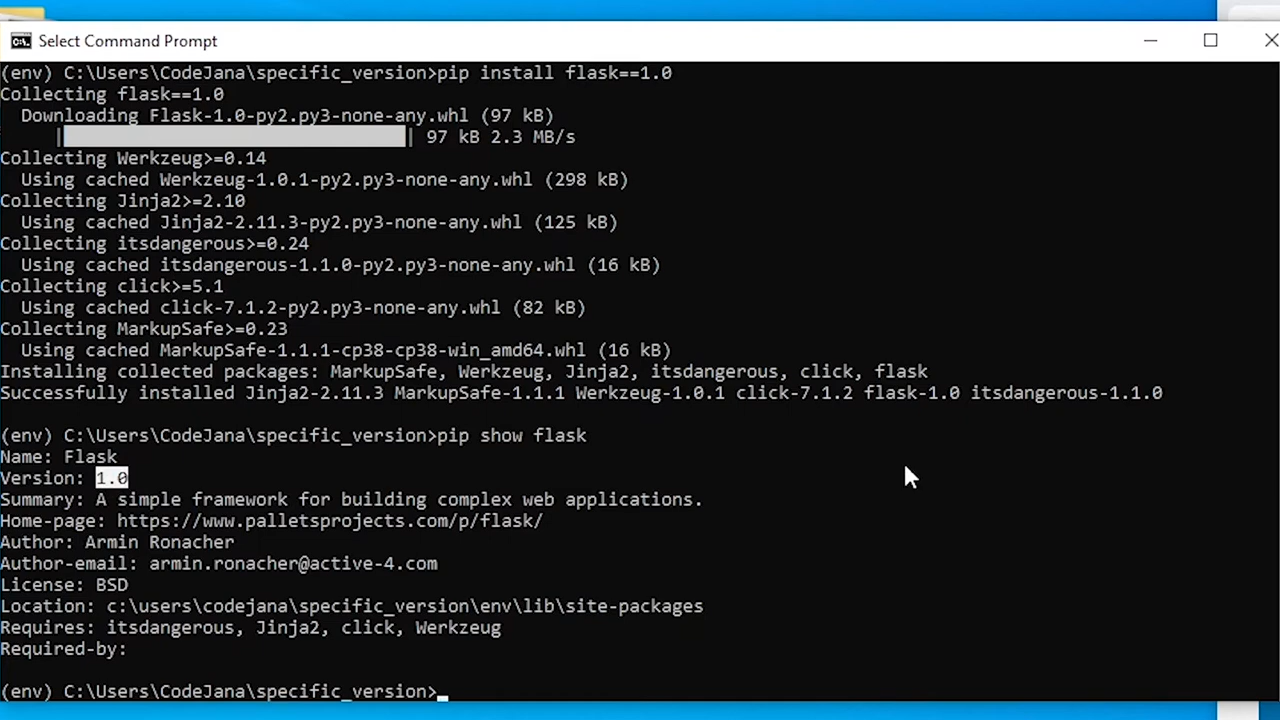 Select Command Prompt
(env) C:\Users\CodeJana\specific_version>pip install flask==1.0
Collecting flask==1.0
  Downloading Flask-1.0-py2.py3-none-any.whl (97 kB)
     |                                | 97 kB 2.3 MB/s
Collecting Werkzeug>=0.14
  Using cached Werkzeug-1.0.1-py2.py3-none-any.whl (298 kB)
Collecting Jinja2>=2.10
  Using cached Jinja2-2.11.3-py2.py3-none-any.whl (125 kB)
Collecting itsdangerous>=0.24
  Using cached itsdangerous-1.1.0-py2.py3-none-any.whl (16 kB)
Collecting click>=5.1
  Using cached click-7.1.2-py2.py3-none-any.whl (82 kB)
Collecting MarkupSafe>=0.23
  Using cached MarkupSafe-1.1.1-cp38-cp38-win_amd64.whl (16 kB)
Installing collected packages: MarkupSafe, Werkzeug, Jinja2, itsdangerous, click, flask
Successfully installed Jinja2-2.11.3 MarkupSafe-1.1.1 Werkzeug-1.0.1 click-7.1.2 flask-1.0 itsdangerous-1.1.0
(env) C:\Users\CodeJana\specific_version>pip show flask
Name: Flask
Version: 1.0
Summary: A simple framework for building complex web applications.
Home-page: https://www.palletsprojects.com/p/flask/
Author: Armin Ronacher
Author-email: armin.ronacher@active-4.com
License: BSD
Location: c:\users\codejana\specific_version\env\lib\site-packages
Requires: itsdangerous, Jinja2, click, Werkzeug
Required-by:
(env) C:\Users\CodeJana\specific_version>